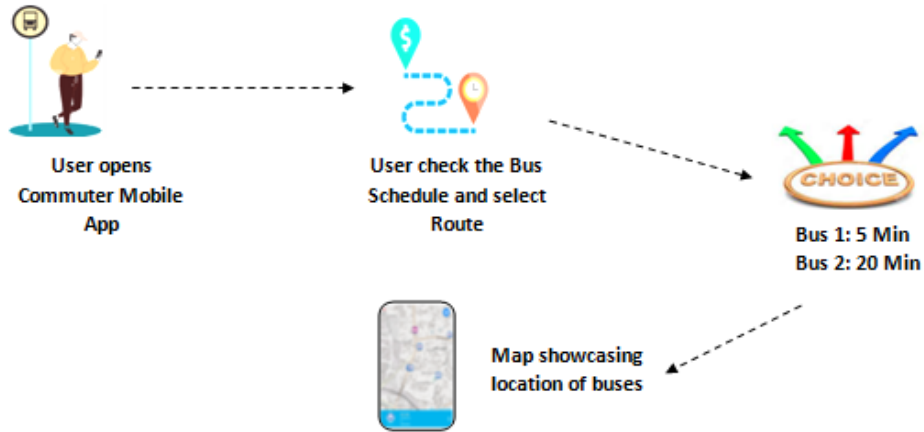 User opens
Commuter Mobile
App
$
User check the Bus
Schedule and select
Route
CHOICE
Bus 1: 5 Min
Bus 2: 20 Min
Map showcasing
location of buses